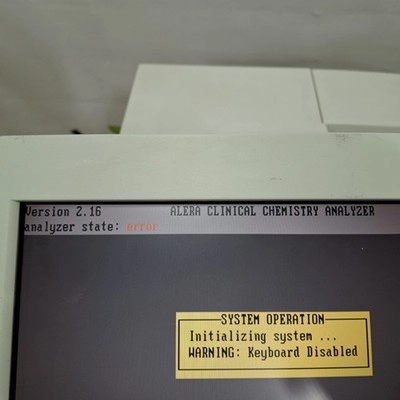 Version 2.16 ALERA CLINICAL CHEMISTRY ANALYZER
analyzer state: error
SYSTEM OPERATION
Initializing system ...
WARNING: Keyboard Disabled